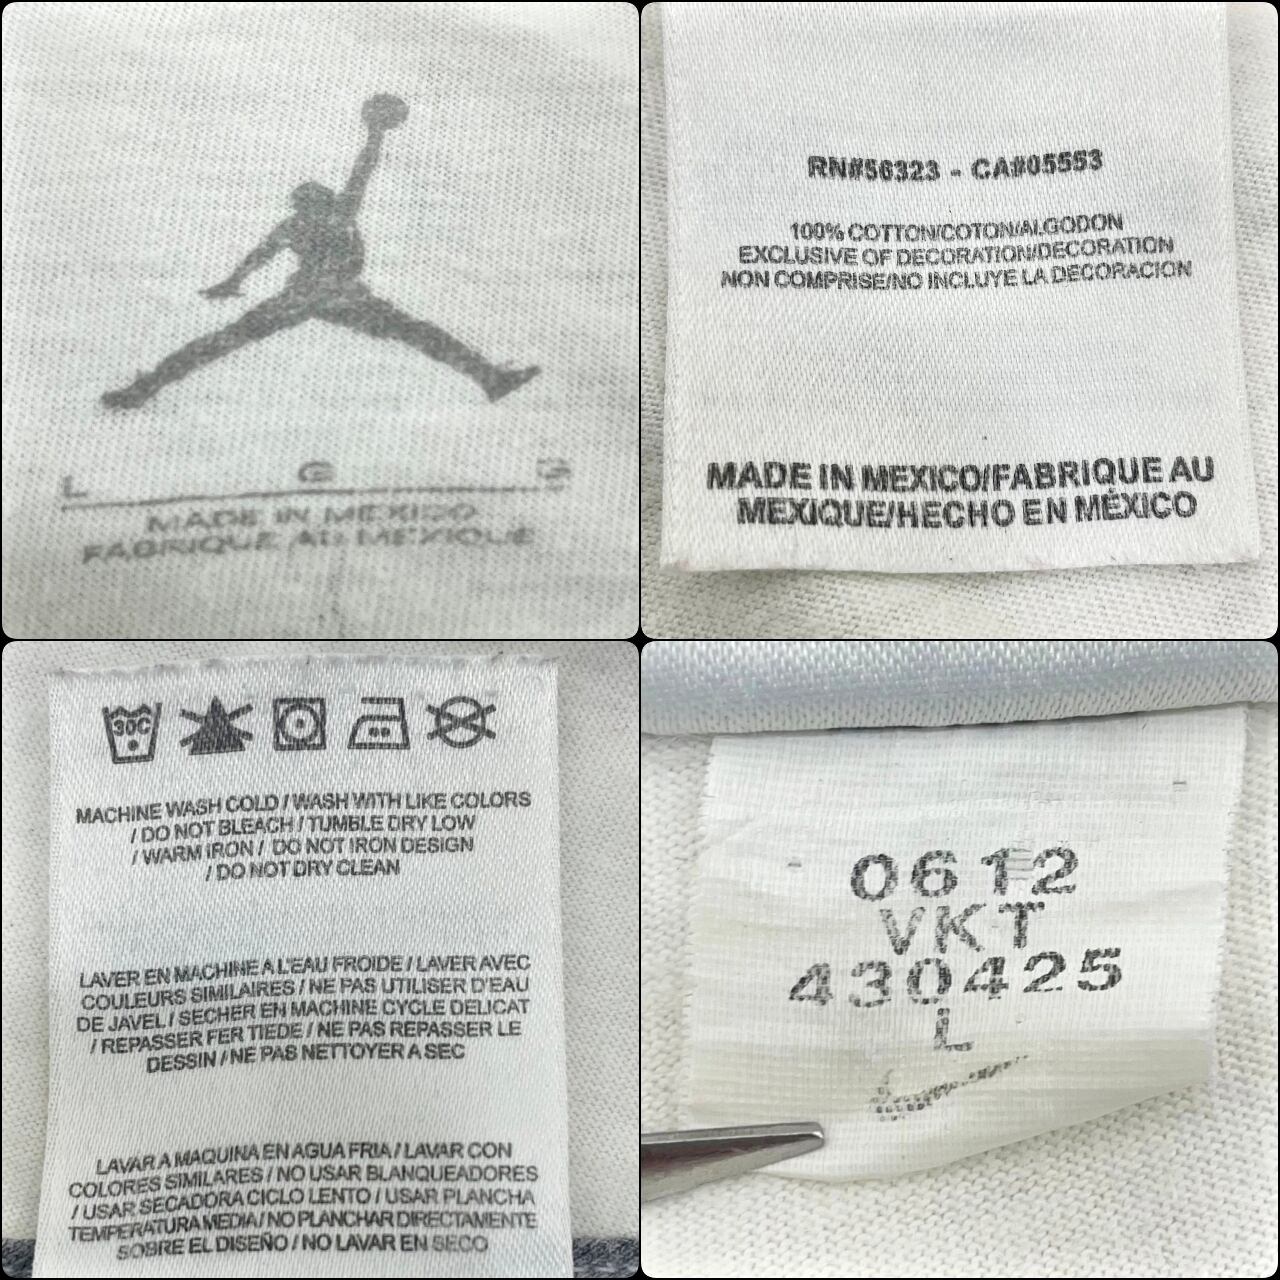 L G G
MADE IN MEXICO
FABRIQUE AU MEXIQUE
RN#56323 - CA#05553
100% COTTON/COTON/ALGODON
EXCLUSIVE OF DECORATION/DECORATION
NON COMPRISE/NO INCLUYE LA DECORACION
MADE IN MEXICO/FABRIQUE AU
MEXIQUE/HECHO EN MÉXICO
30C
MACHINE WASH COLD / WASH WITH LIKE COLORS
/ DO NOT BLEACH / TUMBLE DRY LOW
/ WARM IRON / DO NOT IRON DESIGN
/ DO NOT DRY CLEAN
LAVER EN MACHINE A L'EAU FROIDE / LAVER AVEC
COULEURS SIMILAIRES / NE PAS UTILISER D'EAU
DE JAVEL / SECHER EN MACHINE CYCLE DELICAT
/ REPASSER FER TIEDE / NE PAS REPASSER LE
DESSIN / NE PAS NETTOYER A SEC
LAVAR A MAQUINA EN AGUA FRIA / LAVAR CON
COLORES SIMILARES / NO USAR BLANQUEADORES
/ USAR SECADORA CICLO LENTO / USAR PLANCHA
TEMPERATURA MEDIA / NO PLANCHAR DIRECTAMENTE
SOBRE EL DISEÑO / NO LAVAR EN SECO
0612
VKT
430425
L